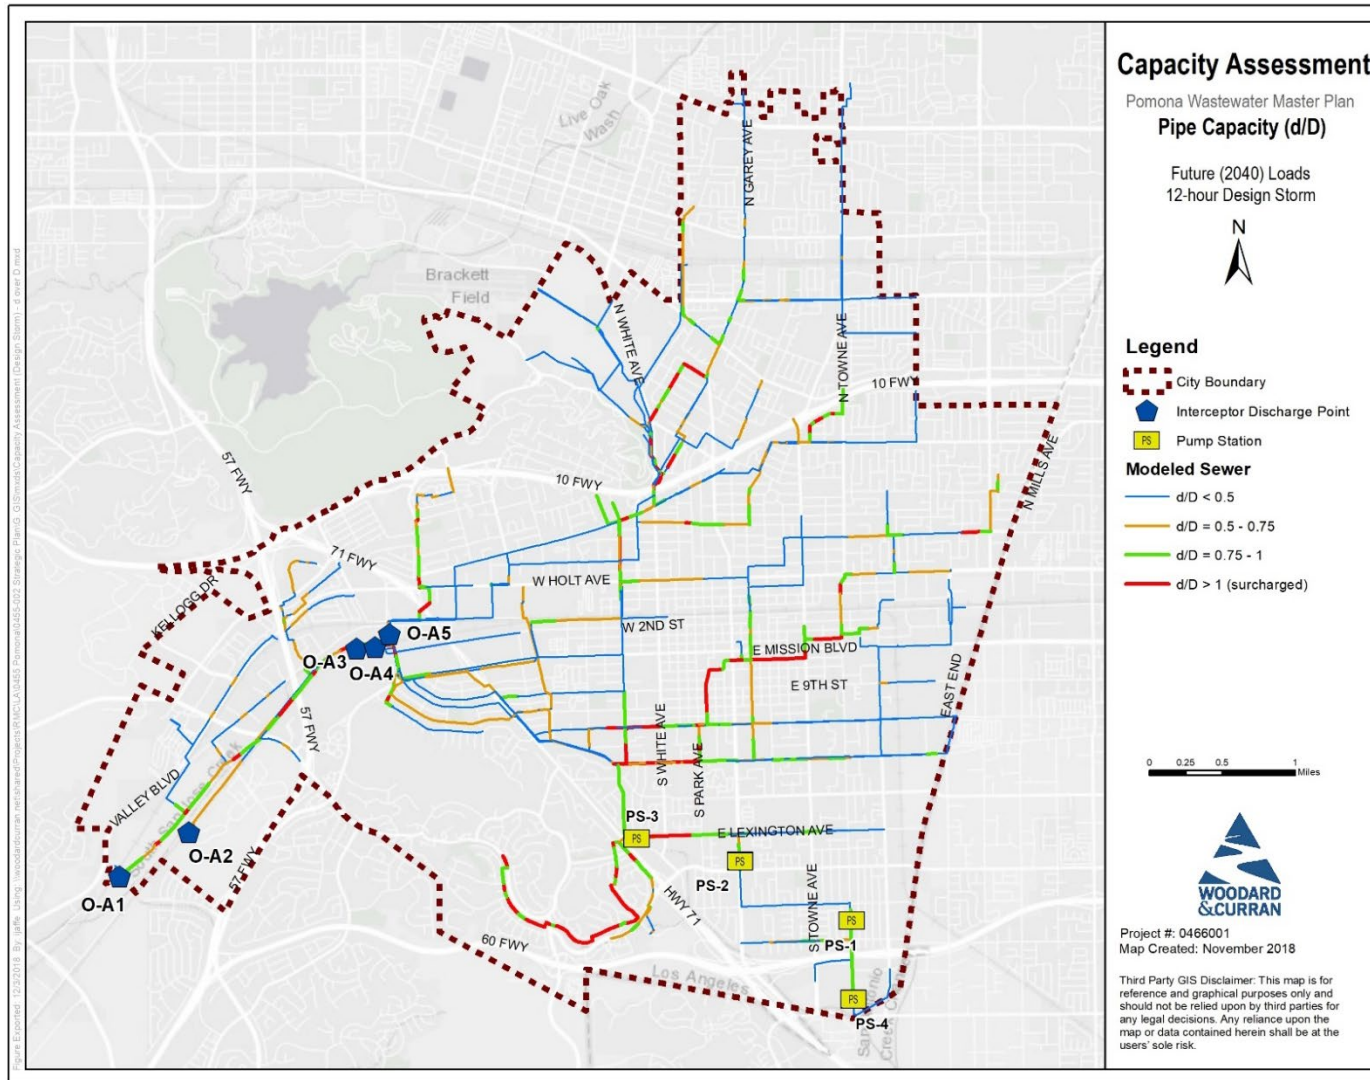 Capacity Assessment
Pomona Wastewater Master Plan
Pipe Capacity (d/D)
Future (2040) Loads
12-hour Design Storm
N
Legend
City Boundary
Interceptor Discharge Point
PS
Pump Station
Modeled Sewer
d/D < 0.5
d/D = 0.5 - 0.75
d/D = 0.75 - 1
d/D > 1 (surcharged)
0 0.25 0.5 1
Miles
WOODARD
&CURRAN
Project #: 0466001
Map Created: November 2018
Third Party GIS Disclaimer: This map is for
reference and graphical purposes only and
should not be relied upon by third parties for
any legal decisions. Any reliance upon the
map or data contained herein shall be at the
users' sole risk.
Live Oak
Wash
N GAREY AVE
Brackett
Field
N WHITE AVE
N TOWNE AVE
10 FWY
N MILLS AVE
57 FWY
10 FWY
71 FWY
W HOLT AVE
KELLOGG DR
W 2ND ST
O-A5
O-A3
O-A4
E MISSION BLVD
E 9TH ST
EAST END
57 FWY
S WHITE AVE
S PARK AVE
VALLEY BLVD
South San Jose Creek
PS-3
PS
E LEXINGTON AVE
O-A2
57 FWY
PS-2
PS
O-A1
HWY 71
S TOWNE AVE
PS
PS-1
60 FWY
Los Angeles
PS
PS-4